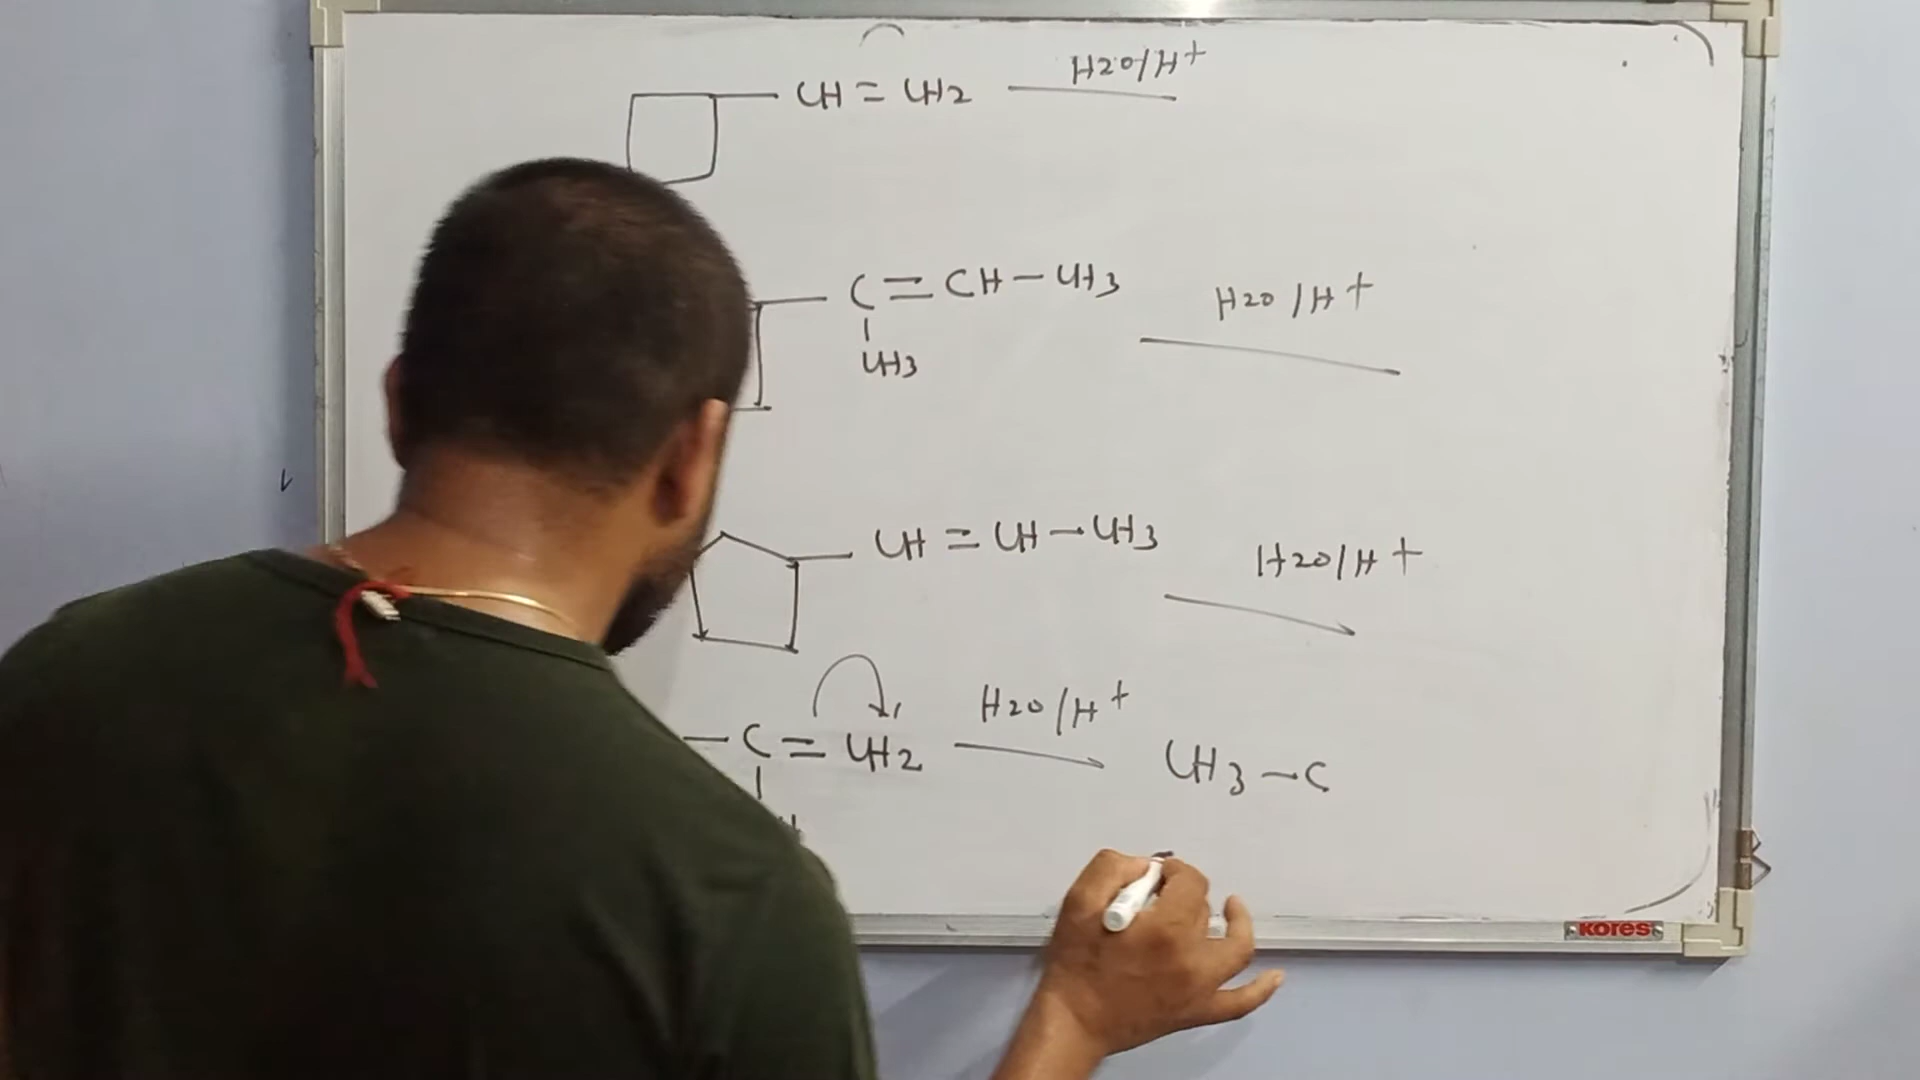 CH = CH2 H2O/H+
C = CH - CH3 H2O/H+
CH3
CH = CH - CH3 H2O/H+
- C = CH2 H2O/H+ CH3 - C
KORES